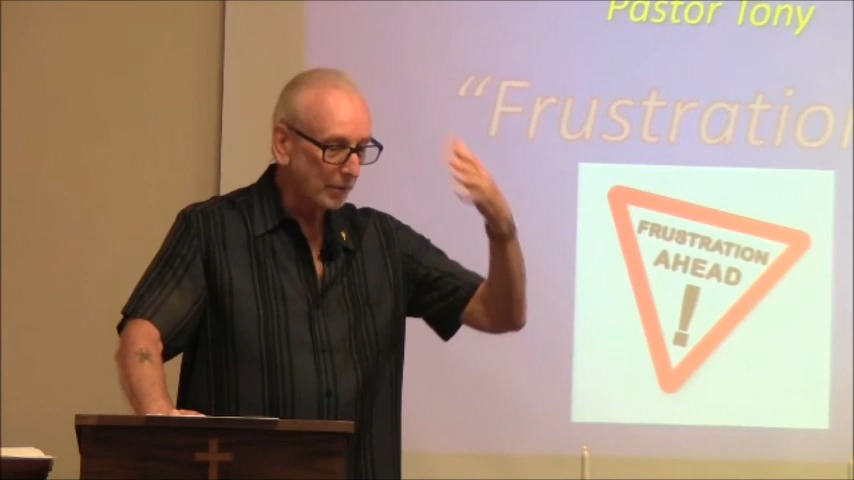 Pastor Tony
“Frustration
FRUSTRATION
AHEAD
!